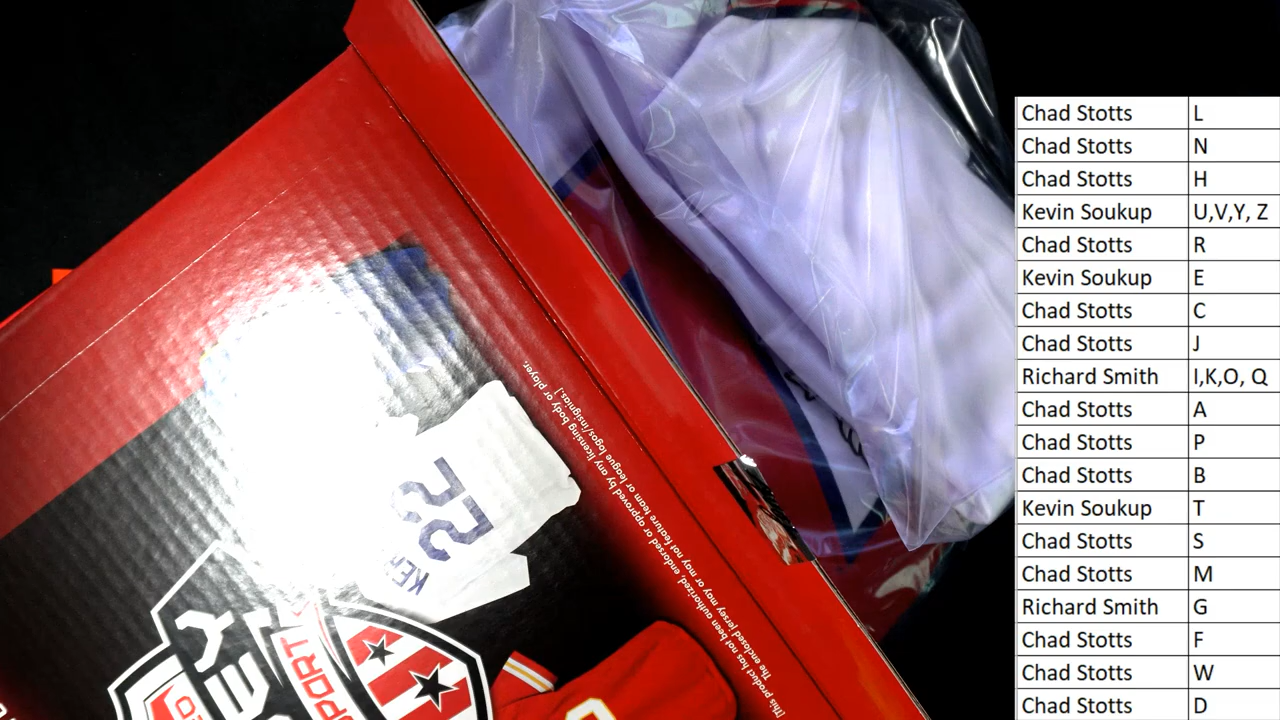 [This product has not been authorized, endorsed or approved by any licensing body or player.
The enclosed jersey may or may not feature team or league logos/insignias.]
22
SPORT
Chad Stotts L
Chad Stotts N
Chad Stotts H
Kevin Soukup U,V,Y, Z
Chad Stotts R
Kevin Soukup E
Chad Stotts C
Chad Stotts J
Richard Smith I,K,O, Q
Chad Stotts A
Chad Stotts P
Chad Stotts B
Kevin Soukup T
Chad Stotts S
Chad Stotts M
Richard Smith G
Chad Stotts F
Chad Stotts W
Chad Stotts D